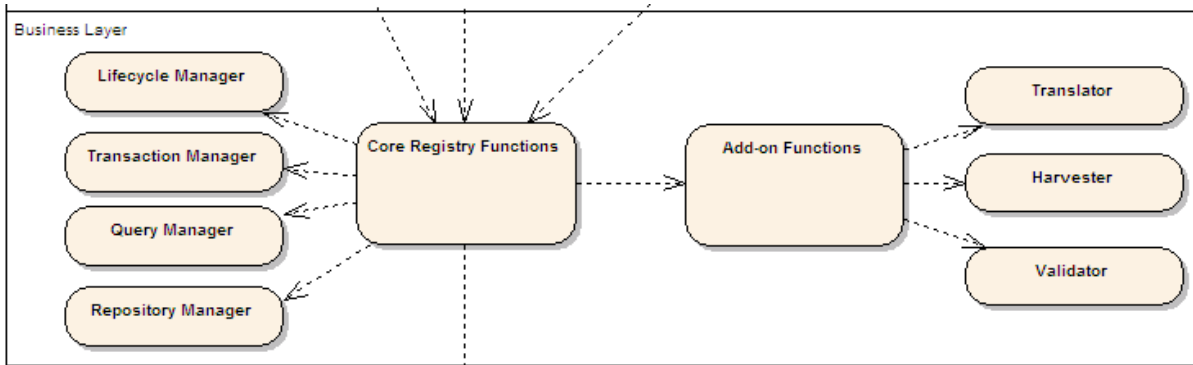 Business Layer
Lifecycle Manager
Transaction Manager
Query Manager
Repository Manager
Core Registry Functions
Add-on Functions
Translator
Harvester
Validator